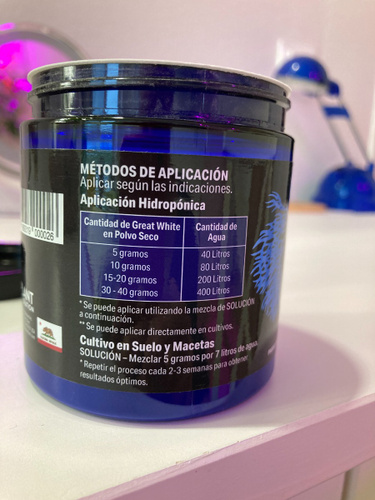 MÉTODOS DE APLICACIÓN
Aplicar según las indicaciones.
Aplicación Hidropónica
Cantidad de Great White en Polvo Seco
Cantidad de Agua
5 gramos 40 Litros
10 gramos 80 Litros
15-20 gramos 200 Litros
30 - 40 gramos 400 Litros
* Se puede aplicar utilizando la mezcla de SOLUCIÓN
a continuación.
** Se puede aplicar directamente en cultivos.
Cultivo en Suelo y Macetas
SOLUCIÓN – Mezclar 5 gramos por 7 litros de agua.
* Repetir el proceso cada 2-3 semanas para obtener
resultados óptimos.